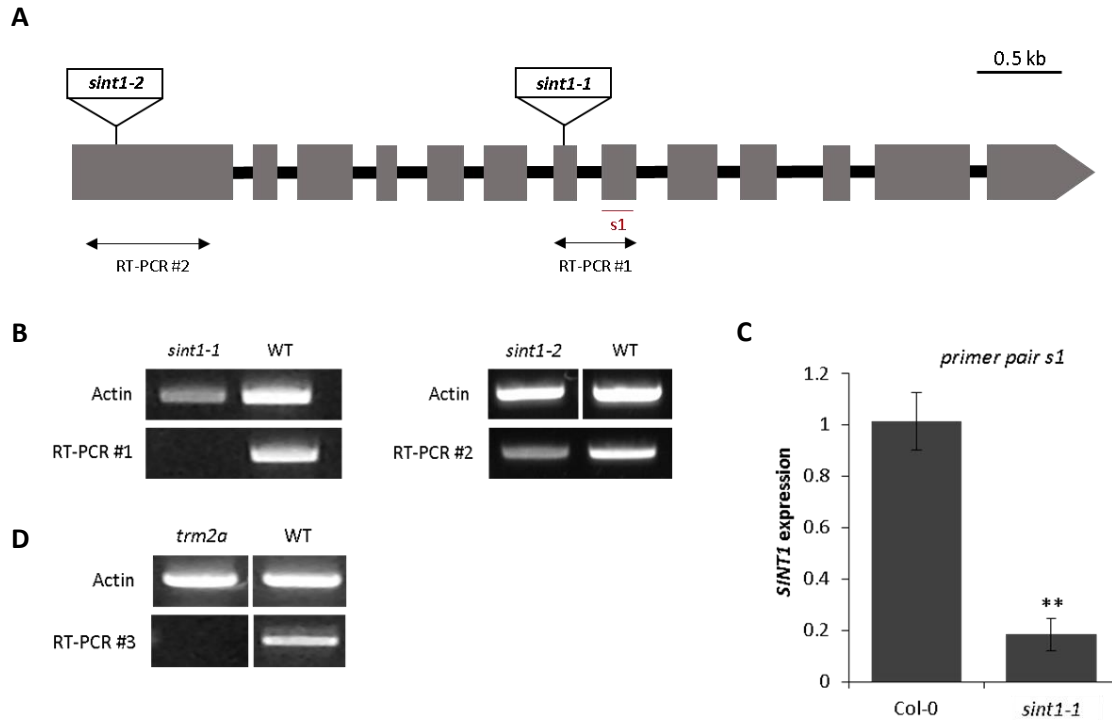 A
sint1-2
sint1-1
0.5 kb
s1
RT-PCR #2
RT-PCR #1
B
sint1-1 WT
Actin
RT-PCR #1
sint1-2 WT
Actin
RT-PCR #2
C
primer pair s1
SINT1 expression
1.2
1
0.8
0.6
0.4
0.2
0
**
Col-0
sint1-1
D
trm2a WT
Actin
RT-PCR #3